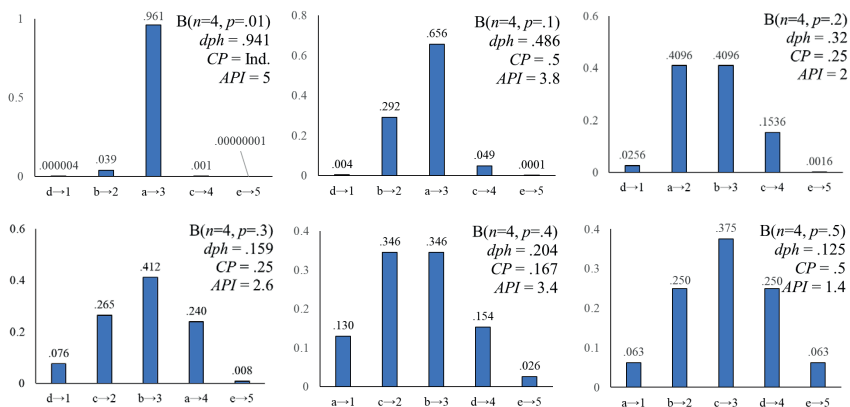 B(n=4, p=.01)
dph = .941
CP = Ind.
API = 5
1
0.5
0
.000004
.039
.961
.001
.00000001
d→1 b→2 a→3 c→4 e→5
B(n=4, p=.1)
dph = .486
CP = .5
API = 3.8
0.8
0.6
0.4
0.2
0
.004
.292
.656
.049
.0001
d→1 b→2 a→3 c→4 e→5
B(n=4, p=.2)
dph = .32
CP = .25
API = 2
0.6
0.4
0.2
0
.0256
.4096
.4096
.1536
.0016
d→1 a→2 b→3 c→4 e→5
B(n=4, p=.3)
dph = .159
CP = .25
API = 2.6
0.6
0.4
0.2
0
.076
.265
.412
.240
.008
d→1 c→2 b→3 a→4 e→5
B(n=4, p=.4)
dph = .204
CP = .167
API = 3.4
0.4
0.3
0.2
0.1
0
.130
.346
.346
.154
.026
a→1 c→2 b→3 d→4 e→5
B(n=4, p=.5)
dph = .125
CP = .5
API = 1.4
0.4
0.3
0.2
0.1
0
.063
.250
.375
.250
.063
a→1 b→2 c→3 d→4 e→5